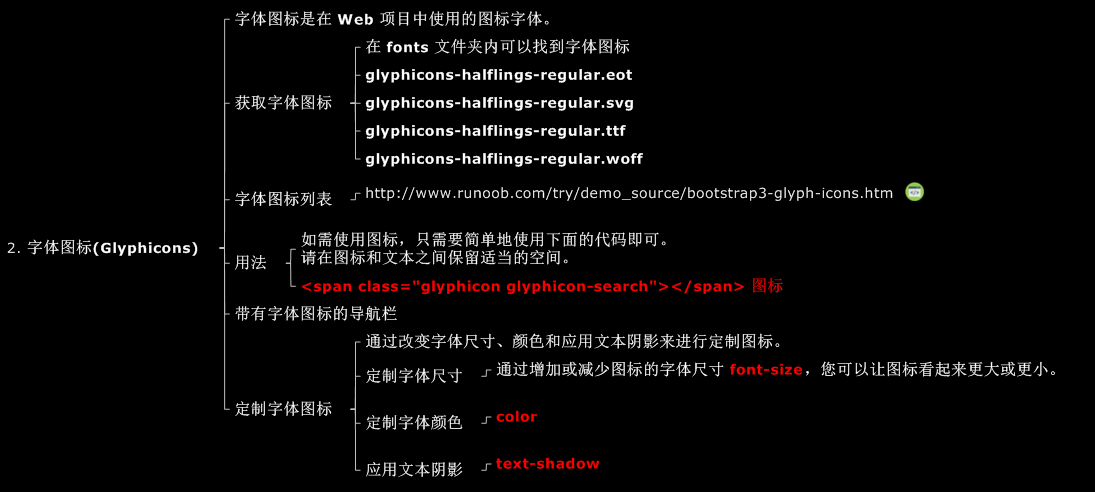 2. 字体图标(Glyphicons)
字体图标是在 Web 项目中使用的图标字体。
获取字体图标
在 fonts 文件夹内可以找到字体图标
glyphicons-halflings-regular.eot
glyphicons-halflings-regular.svg
glyphicons-halflings-regular.ttf
glyphicons-halflings-regular.woff
字体图标列表
http://www.runoob.com/try/demo_source/bootstrap3-glyph-icons.htm
用法
如需使用图标，只需要简单地使用下面的代码即可。
请在图标和文本之间保留适当的空间。
<span class="glyphicon glyphicon-search"></span> 图标
带有字体图标的导航栏
定制字体图标
通过改变字体尺寸、颜色和应用文本阴影来进行定制图标。
定制字体尺寸
通过增加或减少图标的字体尺寸 font-size，您可以让图标看起来更大或更小。
定制字体颜色
color
应用文本阴影
text-shadow